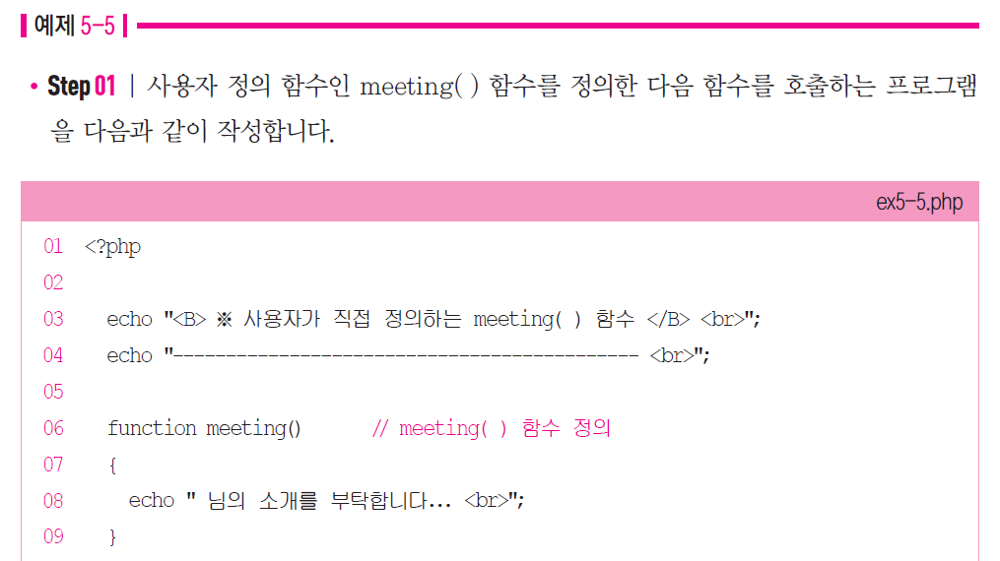 예제 5-5
• Step 01 | 사용자 정의 함수인 meeting( ) 함수를 정의한 다음 함수를 호출하는 프로그램
을 다음과 같이 작성합니다.
ex5-5.php
01 <?php
02
03 echo "<B> ※ 사용자가 직접 정의하는 meeting( ) 함수 </B> <br>";
04 echo "-------------------------------------------- <br>";
05
06 function meeting() // meeting( ) 함수 정의
07 {
08 echo " 님의 소개를 부탁합니다... <br>";
09 }